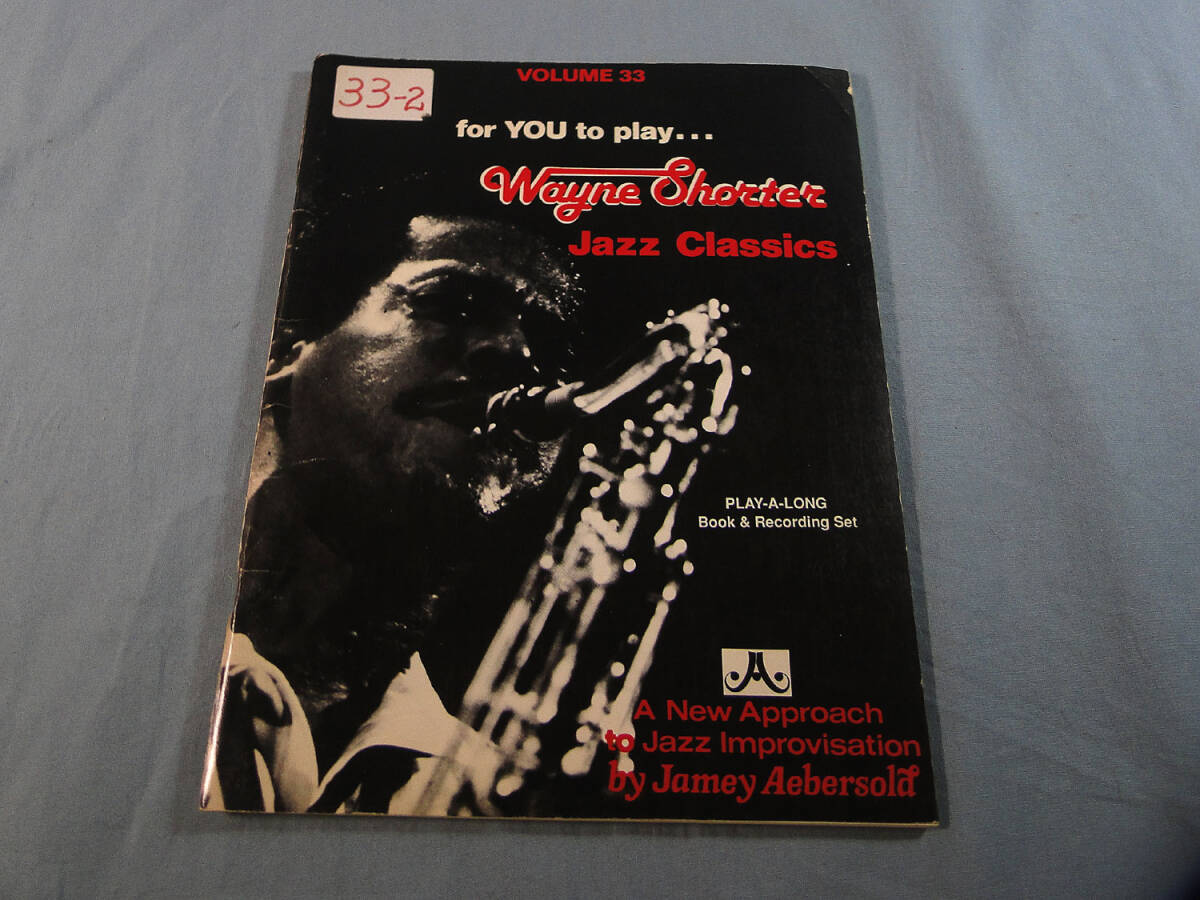 VOLUME 33
33-2
for YOU to play...
Wayne Shorter
Jazz Classics
PLAY-A-LONG
Book & Recording Set
JA
A New Approach
to Jazz Improvisation
by Jamey Aebersold